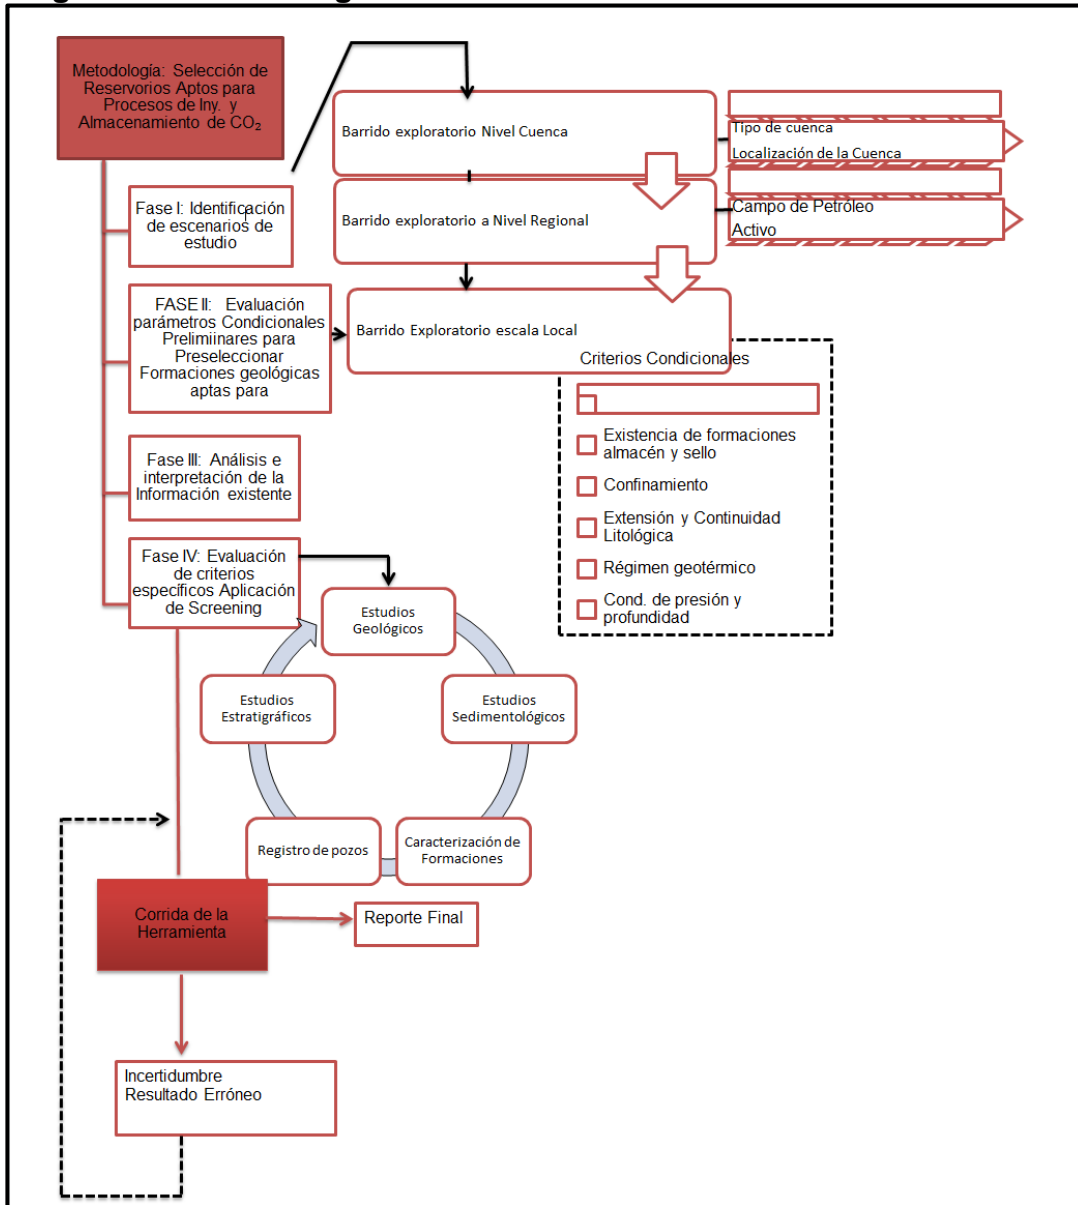 Metodología: Selección de
Reservorios Aptos para
Procesos de Iny. y
Almacenamiento de CO₂
Fase I: Identificación
de escenarios de
estudio
FASE II: Evaluación
parámetros Condicionales
Prelimiinares para
Preseleccionar
Formaciones geológicas
aptas para
Fase III: Análisis e
interpretación de la
Información existente
Fase IV: Evaluación
de criterios
específicos Aplicación
de Screening
Barrido exploratorio Nivel Cuenca
Tipo de cuenca
Localización de la Cuenca
Barrido exploratorio a Nivel Regional
Campo de Petróleo
Activo
Barrido Exploratorio escala Local
Criterios Condicionales
Existencia de formaciones
almacén y sello
Confinamiento
Extensión y Continuidad
Litológica
Régimen geotérmico
Cond. de presión y
profundidad
Estudios
Geológicos
Estudios
Sedimentológicos
Caracterización de
Formaciones
Registro de pozos
Estudios
Estratigráficos
Corrida de la
Herramienta
Reporte Final
Incertidumbre
Resultado Erróneo